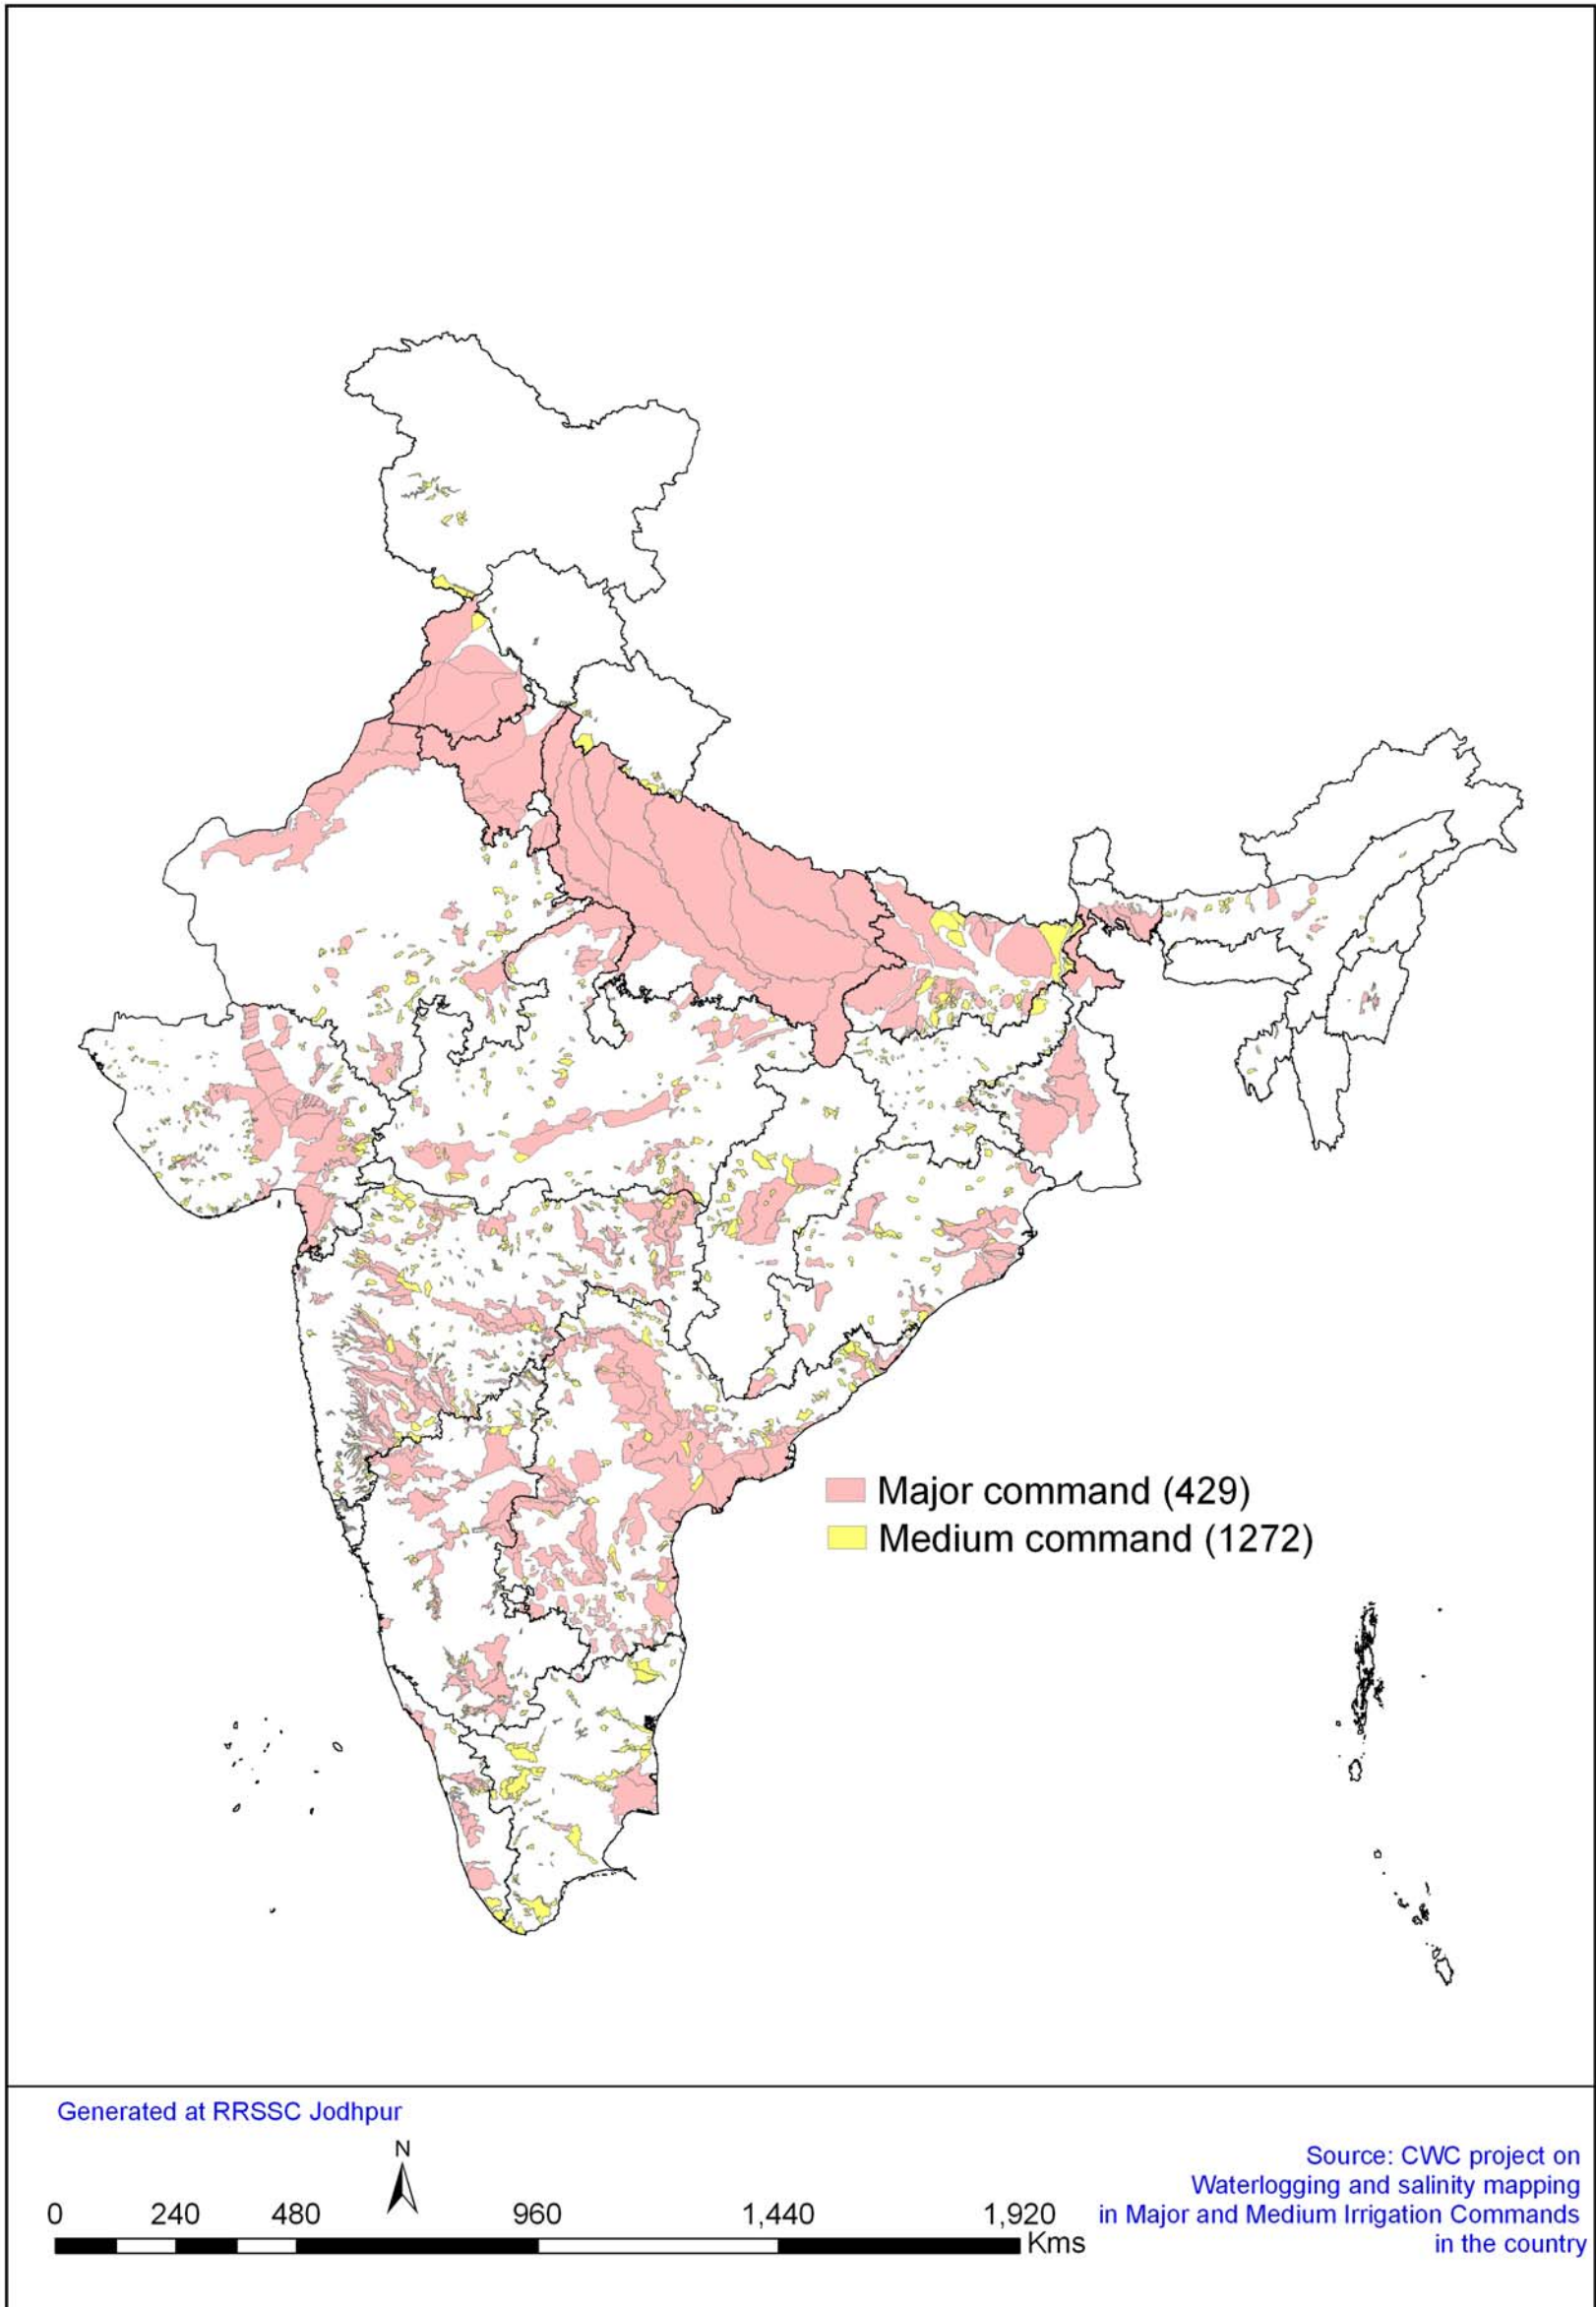 Major command (429)
Medium command (1272)
Generated at RRSSC Jodhpur
N
0 240 480 960 1,440 1,920
Kms
Source: CWC project on
Waterlogging and salinity mapping
in Major and Medium Irrigation Commands
in the country